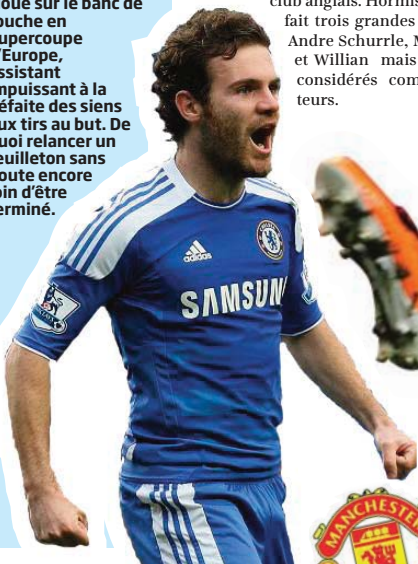 loué sur le banc de
ouche en
upercoupe
d'Europe,
ssistant
mpuissant à la
éfaite des siens
ux tirs au but. De
uoi relancer un
euilleton sans
oute encore
oin d'être
erminé.
club anglais.
fait trois grandes
Andre Schurrle, M
et Willian mais
considérés com
teurs.
adidas
SAMSUN
MANCHESTER